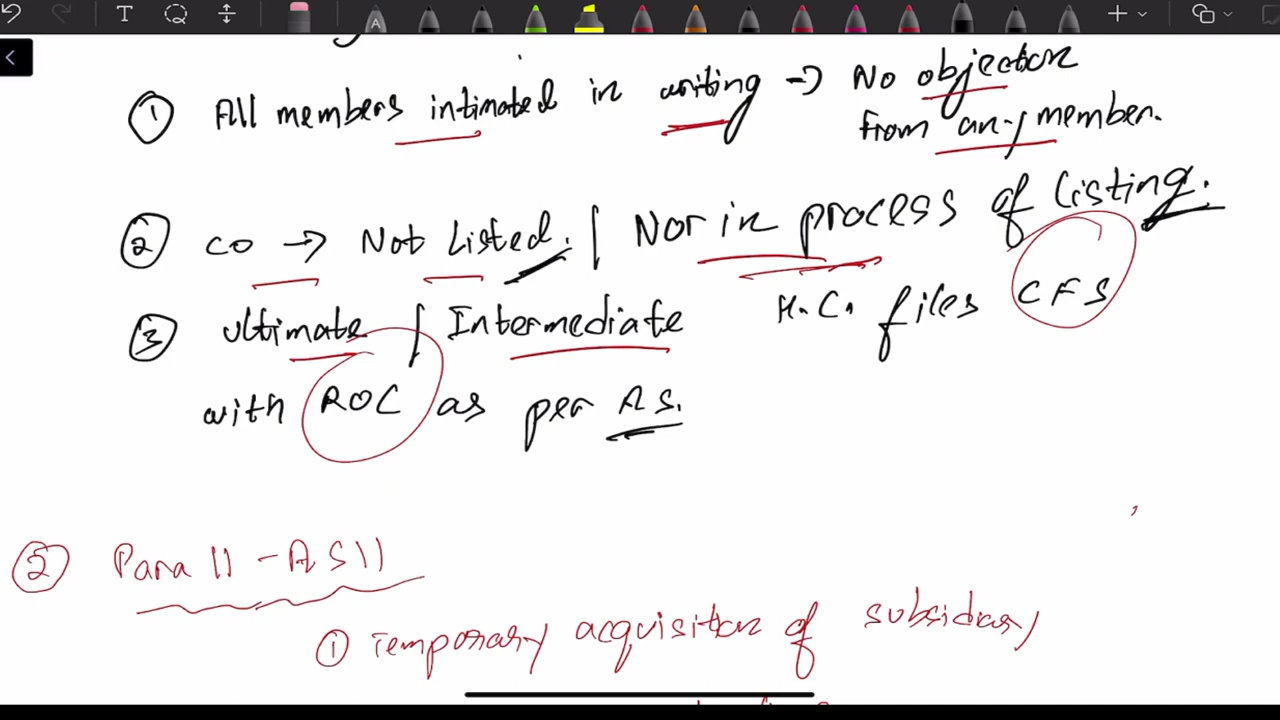 ① All members intimated in writing → No objection
from any member.
② CO → Not Listed. | Nor in process of listing.
③ Ultimate | Intermediate H.C. files CFS
with ROC as per AS.
② Para 11 - AS 11
① Temporary acquisition of subsidiary